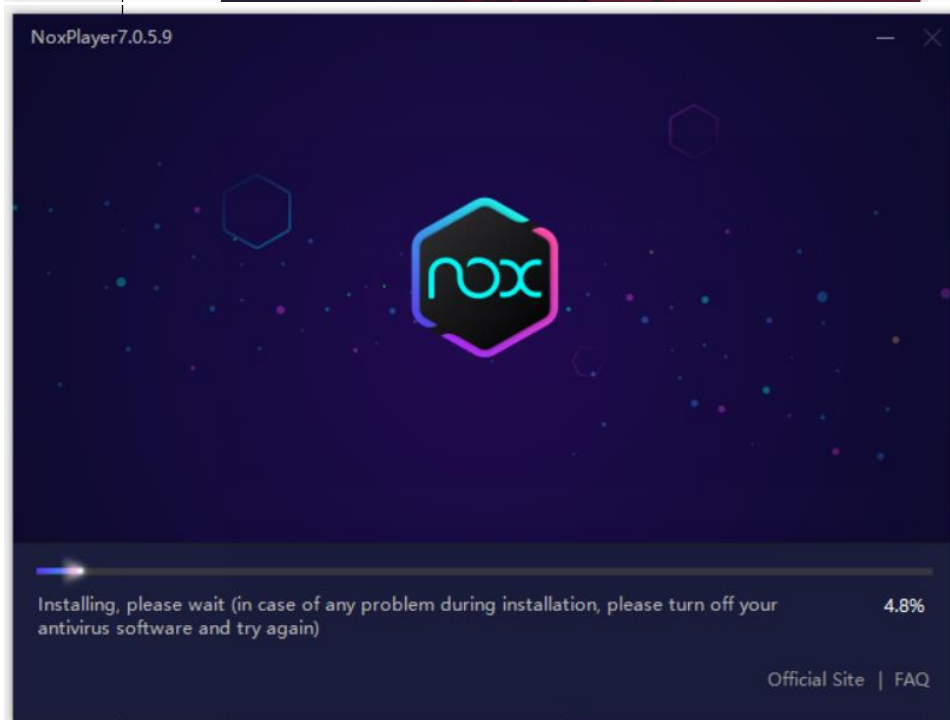 NoxPlayer7.0.5.9
nox
Installing, please wait (in case of any problem during installation, please turn off your
antivirus software and try again)
4.8%
Official Site | FAQ